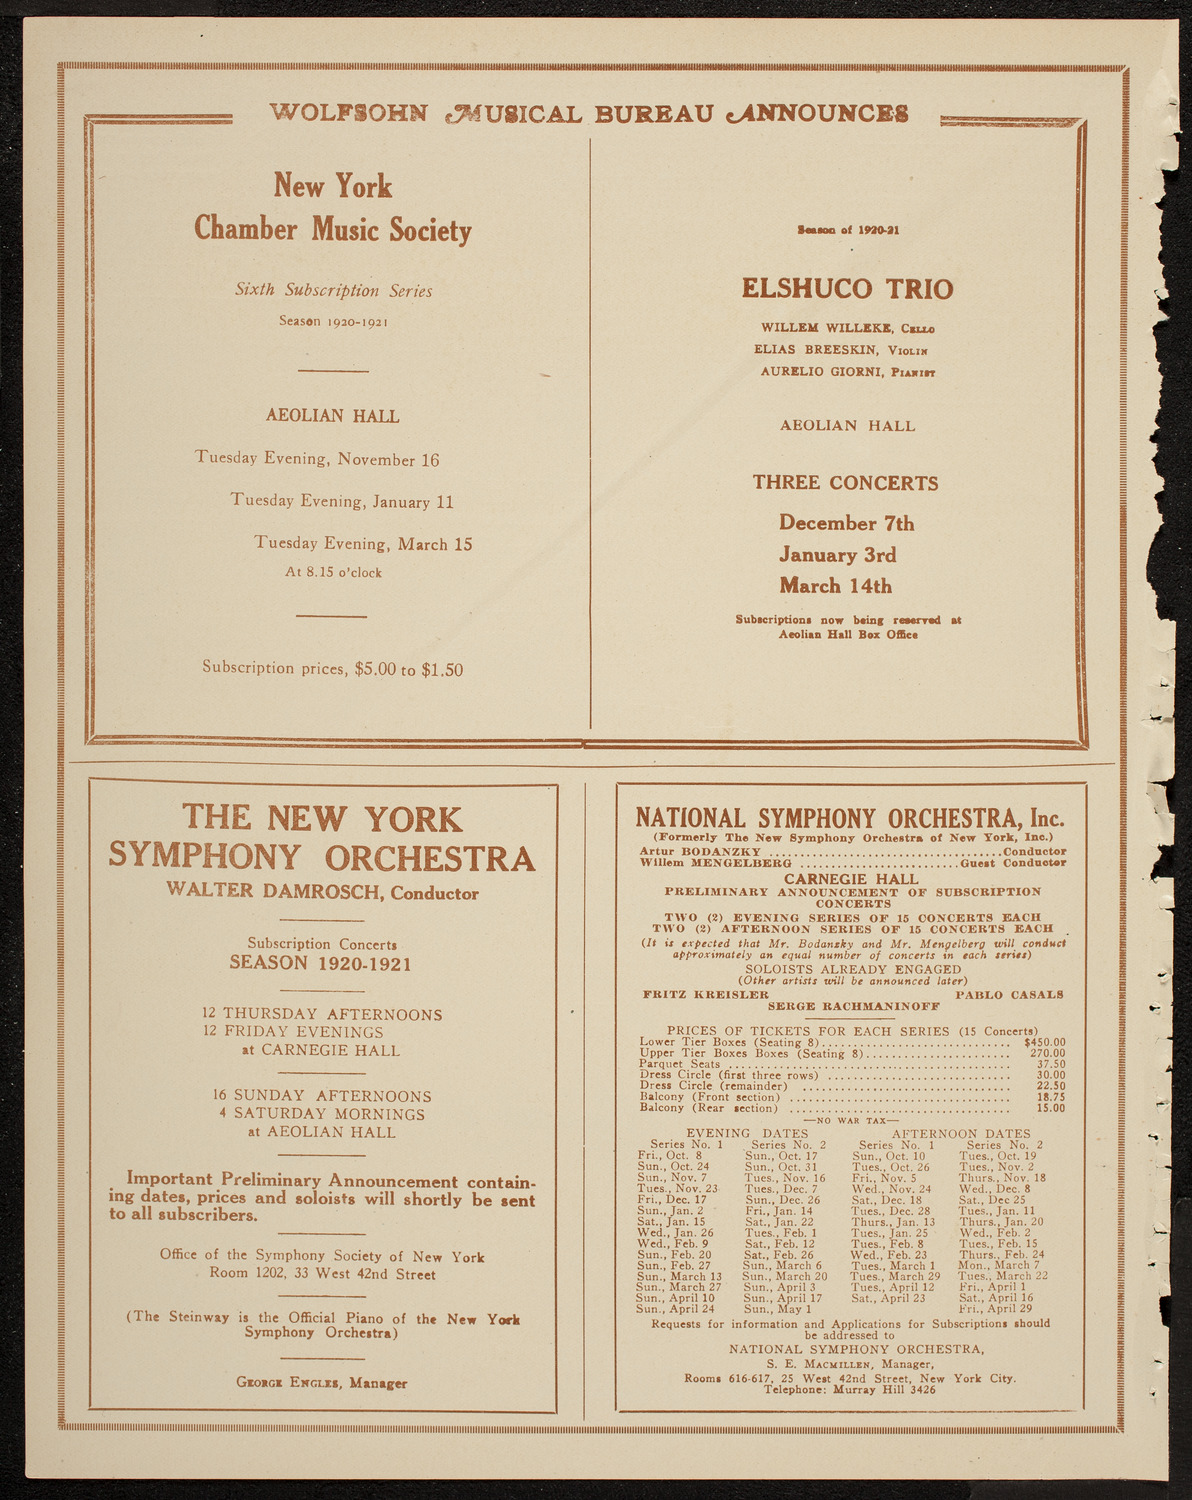 WOLFSOHN MUSICAL BUREAU ANNOUNCES
New York
Chamber Music Society
Sixth Subscription Series
Season 1920-1921
AEOLIAN HALL
Tuesday Evening, November 16
Tuesday Evening, January 11
Tuesday Evening, March 15
At 8.15 o'clock
Subscription prices, $5.00 to $1.50
Season of 1920-21
ELSHUCO TRIO
WILLEM WILLEKE, CELLO
ELIAS BREESKIN, VIOLIN
AURELIO GIORNI, PIANIST
AEOLIAN HALL
THREE CONCERTS
December 7th
January 3rd
March 14th
Subscriptions now being reserved at
Aeolian Hall Box Office
THE NEW YORK
SYMPHONY ORCHESTRA
WALTER DAMROSCH, Conductor
Subscription Concerts
SEASON 1920-1921
12 THURSDAY AFTERNOONS
12 FRIDAY EVENINGS
at CARNEGIE HALL
16 SUNDAY AFTERNOONS
4 SATURDAY MORNINGS
at AEOLIAN HALL
Important Preliminary Announcement contain-
ing dates, prices and soloists will shortly be sent
to all subscribers.
Office of the Symphony Society of New York
Room 1202, 33 West 42nd Street
(The Steinway is the Official Piano of the New York
Symphony Orchestra)
GEORGE ENGLES, Manager
NATIONAL SYMPHONY ORCHESTRA, Inc.
(Formerly The New Symphony Orchestra of New York, Inc.)
Artur BODANZKY ....................................Conductor
Willem MENGELBERG .........................Guest Conductor
CARNEGIE HALL
PRELIMINARY ANNOUNCEMENT OF SUBSCRIPTION
CONCERTS
TWO (2) EVENING SERIES OF 15 CONCERTS EACH
TWO (2) AFTERNOON SERIES OF 15 CONCERTS EACH
(It is expected that Mr. Bodansky and Mr. Mengelberg will conduct
approximately an equal number of concerts in each series)
SOLOISTS ALREADY ENGAGED
(Other artists will be announced later)
FRITZ KREISLER PABLO CASALS
SERGE RACHMANINOFF
PRICES OF TICKETS FOR EACH SERIES (15 Concerts)
Lower Tier Boxes (Seating 8).............................. $450.00
Upper Tier Boxes Boxes (Seating 8)....................... 270.00
Parquet Seats ............................................ 37.50
Dress Circle (first three rows) ............................. 30.00
Dress Circle (remainder) ................................. 22.50
Balcony (Front section) ................................... 18.75
Balcony (Rear section) ................................... 15.00
—NO WAR TAX—
EVENING DATES AFTERNOON DATES
Series No. 1 Series No. 2 Series No. 1 Series No. 2
Fri., Oct. 8 Sun., Oct. 17 Sun., Oct. 10 Tues., Oct. 19
Sun., Oct. 24 Sun., Oct. 31 Tues., Oct. 26 Tues., Nov. 2
Sun., Nov. 7 Tues., Nov. 16 Fri., Nov. 5 Thurs., Nov. 18
Tues., Nov. 23 Tues., Dec. 7 Wed., Nov. 24 Wed., Dec. 8
Fri., Dec. 17 Sun., Dec. 26 Sat., Dec. 18 Sat., Dec 25
Sun., Jan. 2 Fri., Jan. 14 Tues., Dec. 28 Tues., Jan. 11
Sat., Jan. 15 Sat., Jan. 22 Thurs., Jan. 13 Thurs., Jan. 20
Wed., Jan. 26 Tues., Feb. 1 Tues., Jan. 25 Wed., Feb. 2
Wed., Feb. 9 Sat., Feb. 12 Tues., Feb. 8 Tues., Feb. 15
Sun., Feb. 20 Sat., Feb. 26 Wed., Feb. 23 Thurs., Feb. 24
Sun., Feb. 27 Sun., March 6 Tues., March 1 Mon., March 7
Sun., March 13 Sun., March 20 Tues., March 29 Tues., March 22
Sun., March 27 Sun., April 3 Tues., April 12 Fri., April 1
Sun., April 10 Sun., April 17 Sat., April 23 Sat., April 16
Sun., April 24 Sun., May 1 Fri., April 29
Requests for information and Applications for Subscriptions should
be addressed to
NATIONAL SYMPHONY ORCHESTRA,
S. E. MACMILLEN, Manager,
Rooms 616-617, 25 West 42nd Street, New York City.
Telephone: Murray Hill 3426